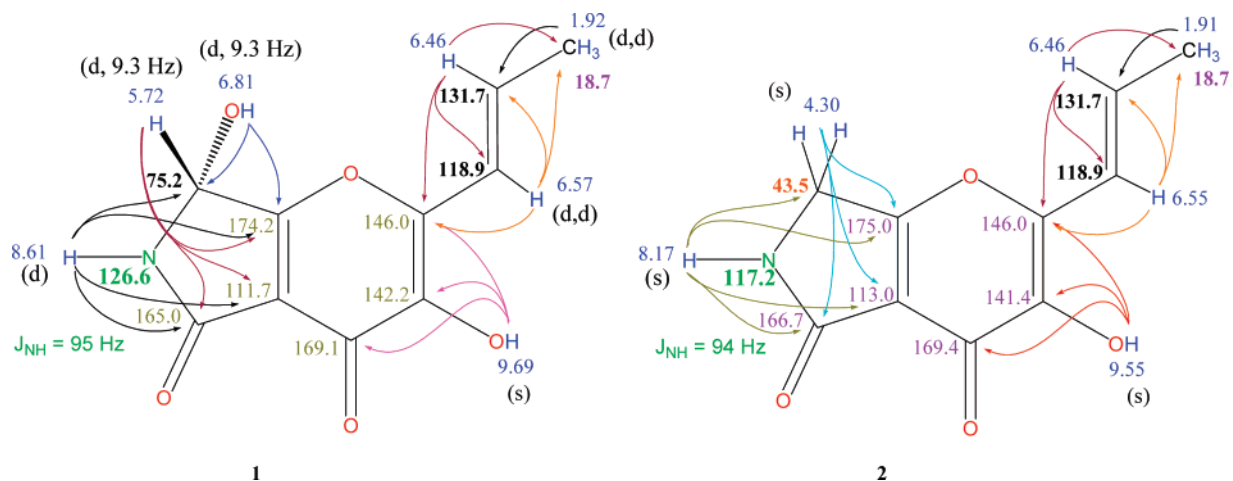 1.92
6.46
(d,d)
(d, 9.3 Hz)
H
CH3
(d, 9.3 Hz)
6.81
18.7
5.72
OH
131.7
H
118.9
75.2
O
H
6.57
174.2
146.0
(d,d)
8.61
H
N
(d)
126.6
111.7
142.2
165.0
JNH = 95 Hz
169.1
OH
9.69
O
(s)
O
1
1.91
6.46
H
CH3
18.7
(s)
4.30
131.7
H
H
118.9
43.5
O
H
6.55
175.0
146.0
8.17
H
N
(s)
117.2
113.0
141.4
166.7
JNH = 94 Hz
169.4
OH
9.55
O
(s)
O
2